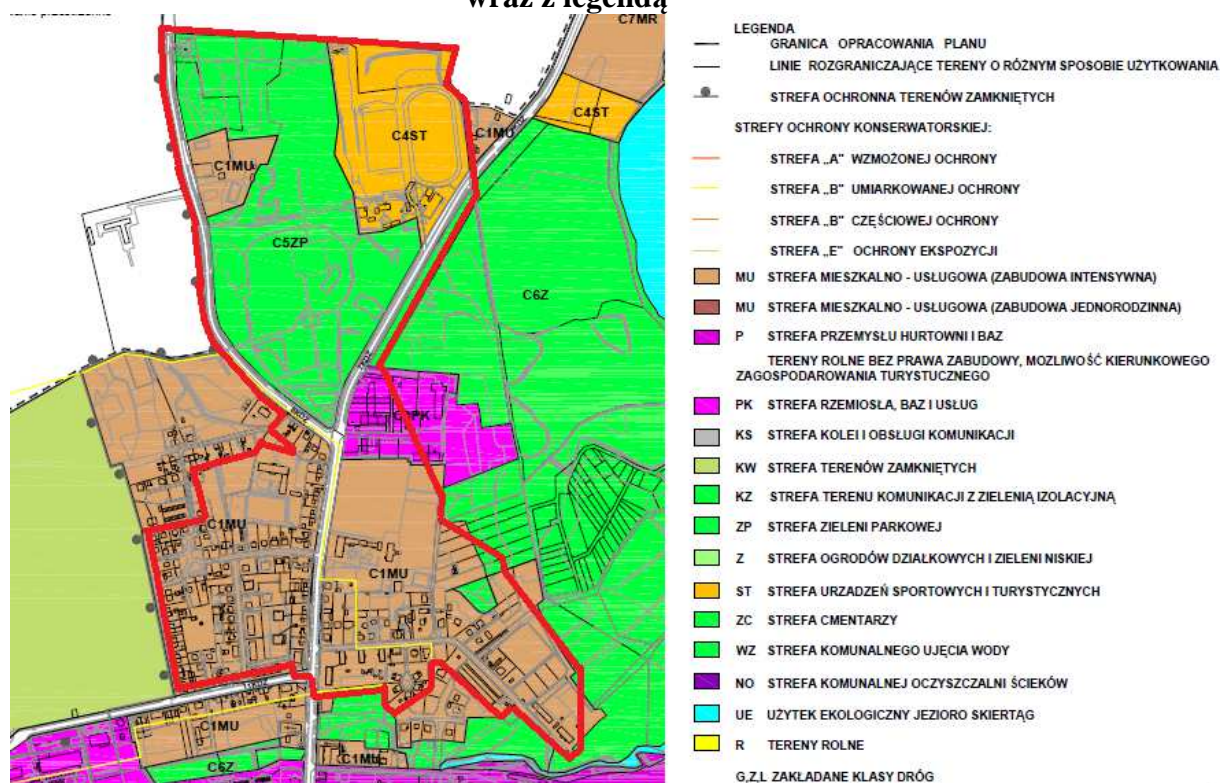 wraz z legendą
C7MR
C4ST
C4ST
C1MU
C1MU
C5ZP
C6Z
C1MU
C1MU
C1MU
C6Z
C1MU
LEGENDA
GRANICA OPRACOWANIA PLANU
LINIE ROZGRANICZAJĄCE TERENY O RÓŻNYM SPOSOBIE UŻYTKOWANIA
STREFA OCHRONNA TERENÓW ZAMKNIĘTYCH
STREFY OCHRONY KONSERWATORSKIEJ:
STREFA „A" WZMOŻONEJ OCHRONY
STREFA „B" UMIARKOWANEJ OCHRONY
STREFA „B" CZĘŚCIOWEJ OCHRONY
STREFA „E" OCHRONY EKSPOZYCJI
MU STREFA MIESZKALNO - USŁUGOWA (ZABUDOWA INTENSYWNA)
MU STREFA MIESZKALNO - USŁUGOWA (ZABUDOWA JEDNORODZINNA)
P STREFA PRZEMYSŁU HURTOWNI I BAZ
TERENY ROLNE BEZ PRAWA ZABUDOWY, MOZLIWOŚĆ KIERUNKOWEGO
ZAGOSPODAROWANIA TURYSTUCZNEGO
PK STREFA RZEMIOSŁA, BAZ I USŁUG
KS STREFA KOLEI I OBSŁUGI KOMUNIKACJI
KW STREFA TERENÓW ZAMKNIĘTYCH
KZ STREFA TERENU KOMUNIKACJI Z ZIELENIĄ IZOLACYJNĄ
ZP STREFA ZIELENI PARKOWEJ
Z STREFA OGRODÓW DZIAŁKOWYCH I ZIELENI NISKIEJ
ST STREFA URZADZEŃ SPORTOWYCH I TURYSTYCZNYCH
ZC STREFA CMENTARZY
WZ STREFA KOMUNALNEGO UJĘCIA WODY
NO STREFA KOMUNALNEJ OCZYSZCZALNI ŚCIEKÓW
UE UŻYTEK EKOLOGICZNY JEZIORO SKIERTĄG
R TERENY ROLNE
G,Z,L ZAKŁADANE KLASY DRÓG